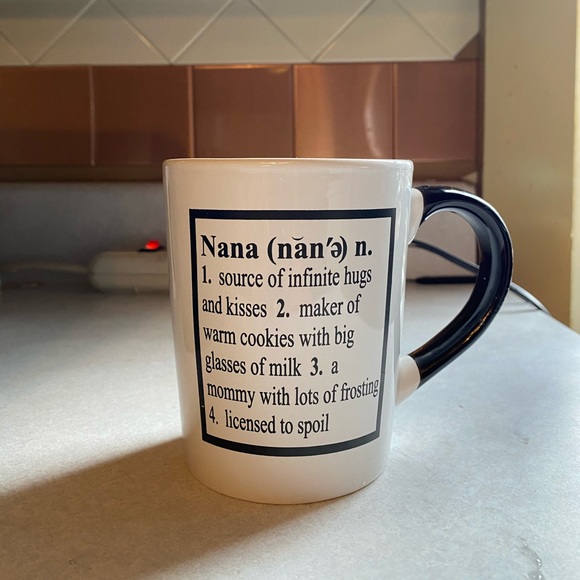 Nana (năn′ə) n.
1. source of infinite hugs
and kisses 2. maker of
warm cookies with big
glasses of milk 3. a
mommy with lots of frosting
4. licensed to spoil